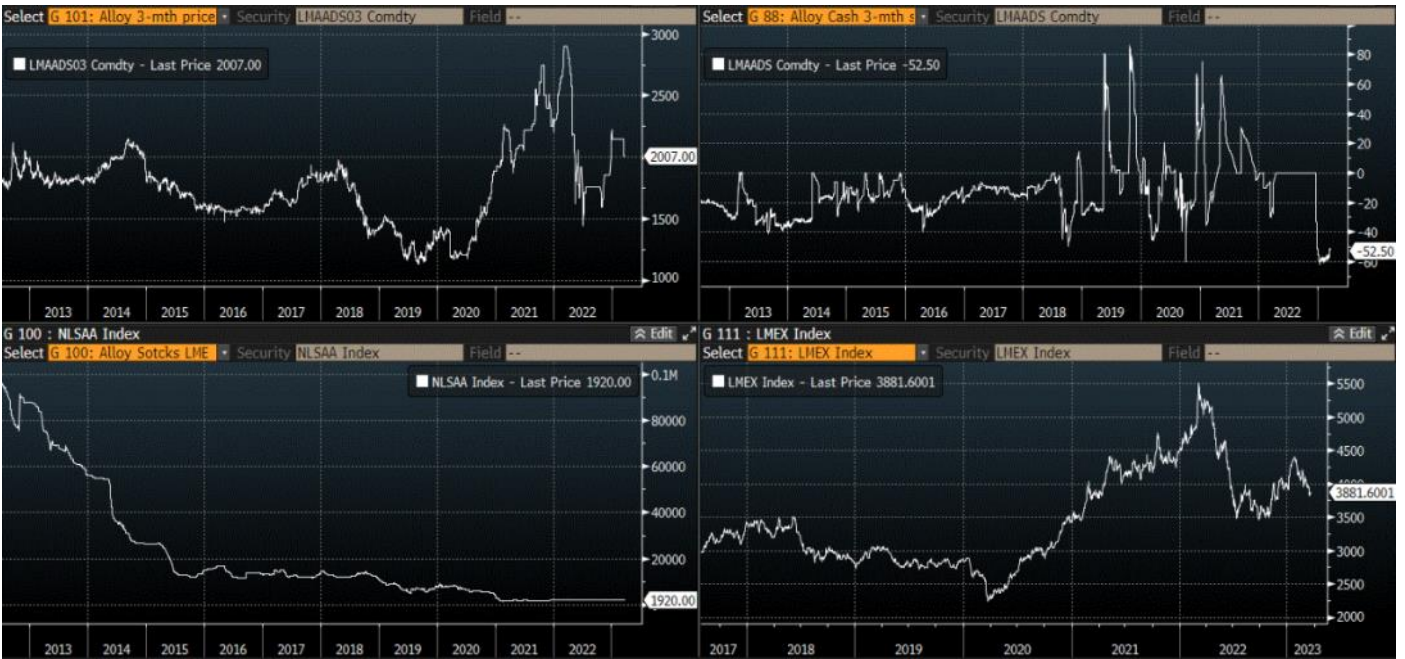 Select G 101: Alloy 3-mth price Security LMAADS03 Comdty Field --
LMAADS03 Comdty - Last Price 2007.00
3000
2500
2007.00
1500
1000
2013 2014 2015 2016 2017 2018 2019 2020 2021 2022
Select G 88: Alloy Cash 3-mth s Security LMAADS Comdty Field --
LMAADS Comdty - Last Price -52.50
80
60
40
20
0
-20
-40
-52.50
-60
2013 2014 2015 2016 2017 2018 2019 2020 2021 2022
G 100 : NLSAA Index Edit
Select G 100: Alloy Sotcks LME Security NLSAA Index Field --
NLSAA Index - Last Price 1920.00
0.1M
80000
60000
40000
20000
1920.00
2013 2014 2015 2016 2017 2018 2019 2020 2021 2022
G 111 : LMEX Index Edit
Select G 111: LMEX Index Security LMEX Index Field --
LMEX Index - Last Price 3881.6001
5500
5000
4500
4000
3881.6001
3500
3000
2500
2000
2017 2018 2019 2020 2021 2022 2023